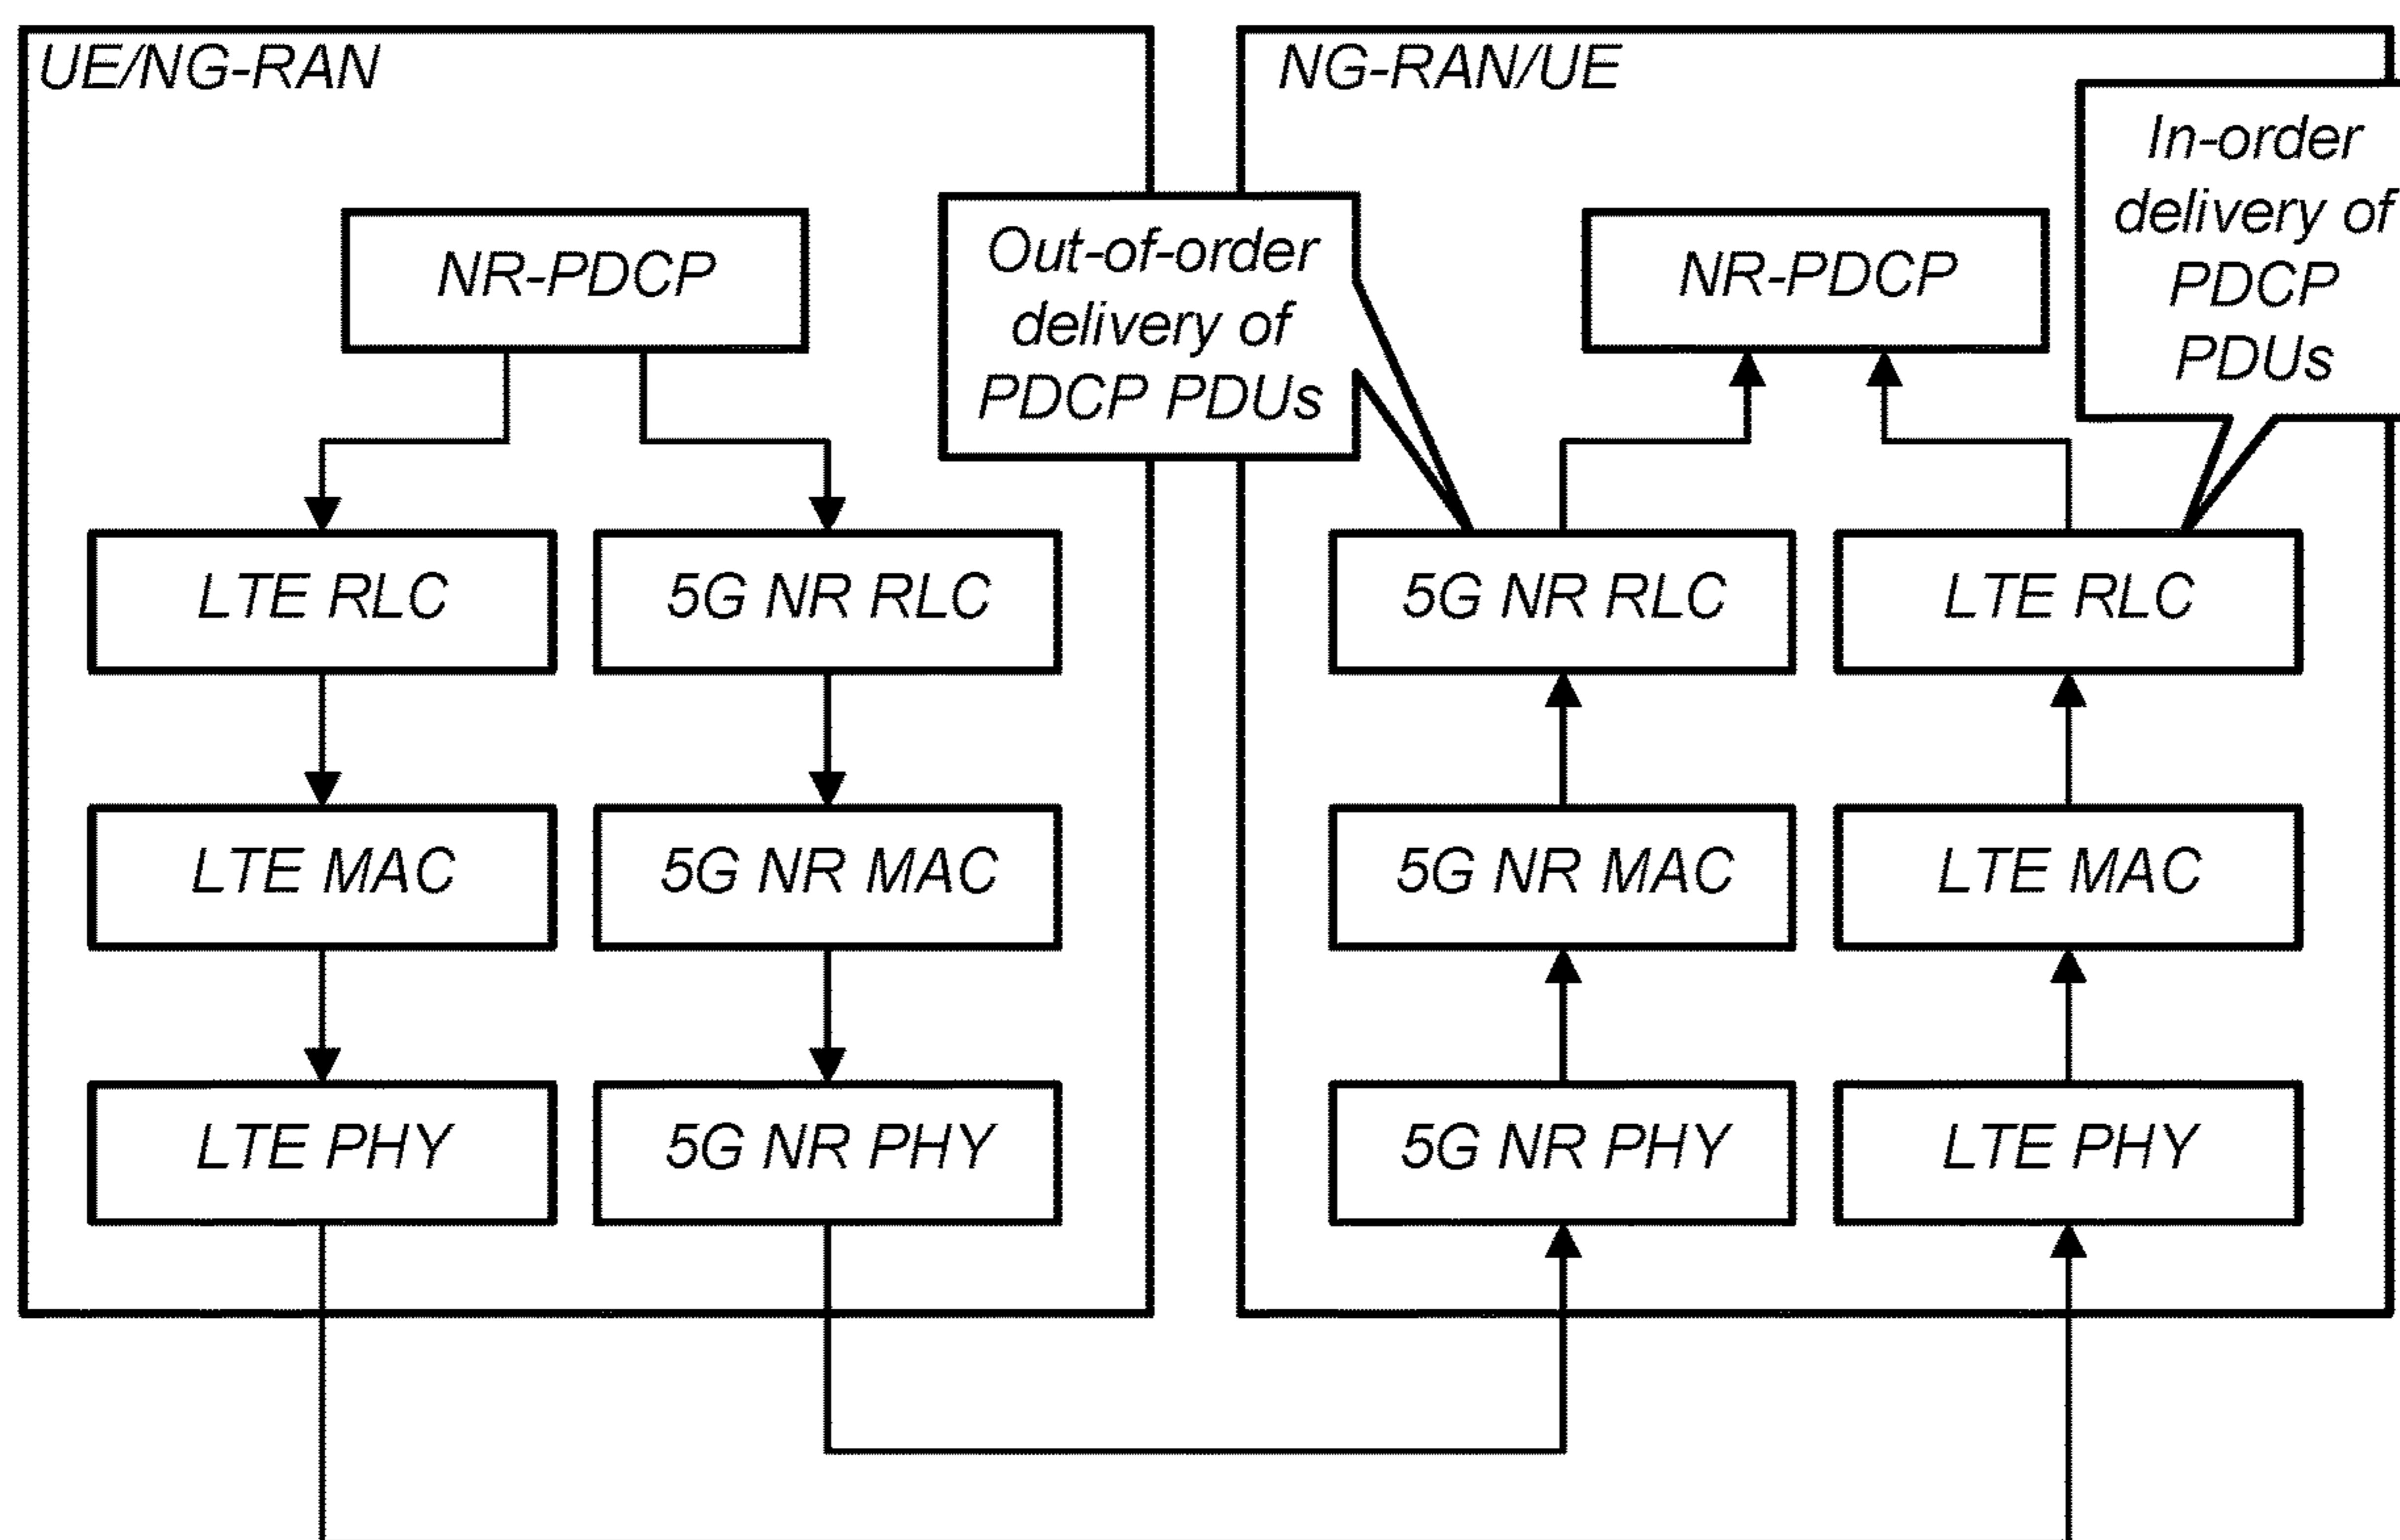 UE/NG-RAN
NR-PDCP
LTE RLC
5G NR RLC
LTE MAC
5G NR MAC
LTE PHY
5G NR PHY
Out-of-order
delivery of
PDCP PDUs
NG-RAN/UE
NR-PDCP
In-order
delivery of
PDCP
PDUs
5G NR RLC
LTE RLC
5G NR MAC
LTE MAC
5G NR PHY
LTE PHY